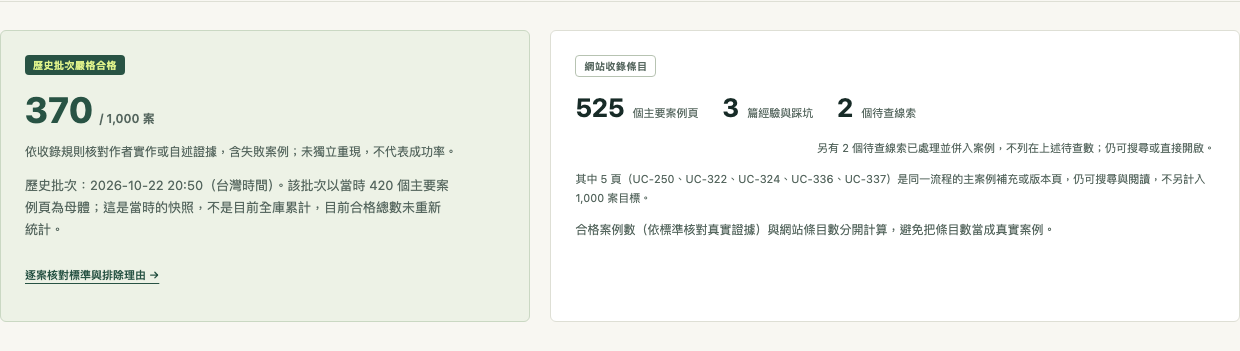 歷史批次嚴格合格
370 / 1,000 案
依收錄規則核對作者實作或自述證據，含失敗案例；未獨立重現，不代表成功率。
歷史批次：2026-10-22 20:50（台灣時間）。該批次以當時 420 個主要案
例頁為母體；這是當時的快照，不是目前全庫累計，目前合格總數未重新
統計。
逐案核對標準與排除理由 →
網站收錄條目
525 個主要案例頁 3 篇經驗與踩坑 2 個待查線索
另有 2 個待查線索已處理並併入案例，不列在上述待查數；仍可搜尋或直接開啟。
其中 5 頁（UC-250、UC-322、UC-324、UC-336、UC-337）是同一流程的主案例補充或版本頁，仍可搜尋與閱讀，不另計入
1,000 案目標。
合格案例數（依標準核對真實證據）與網站條目數分開計算，避免把條目數當成真實案例。